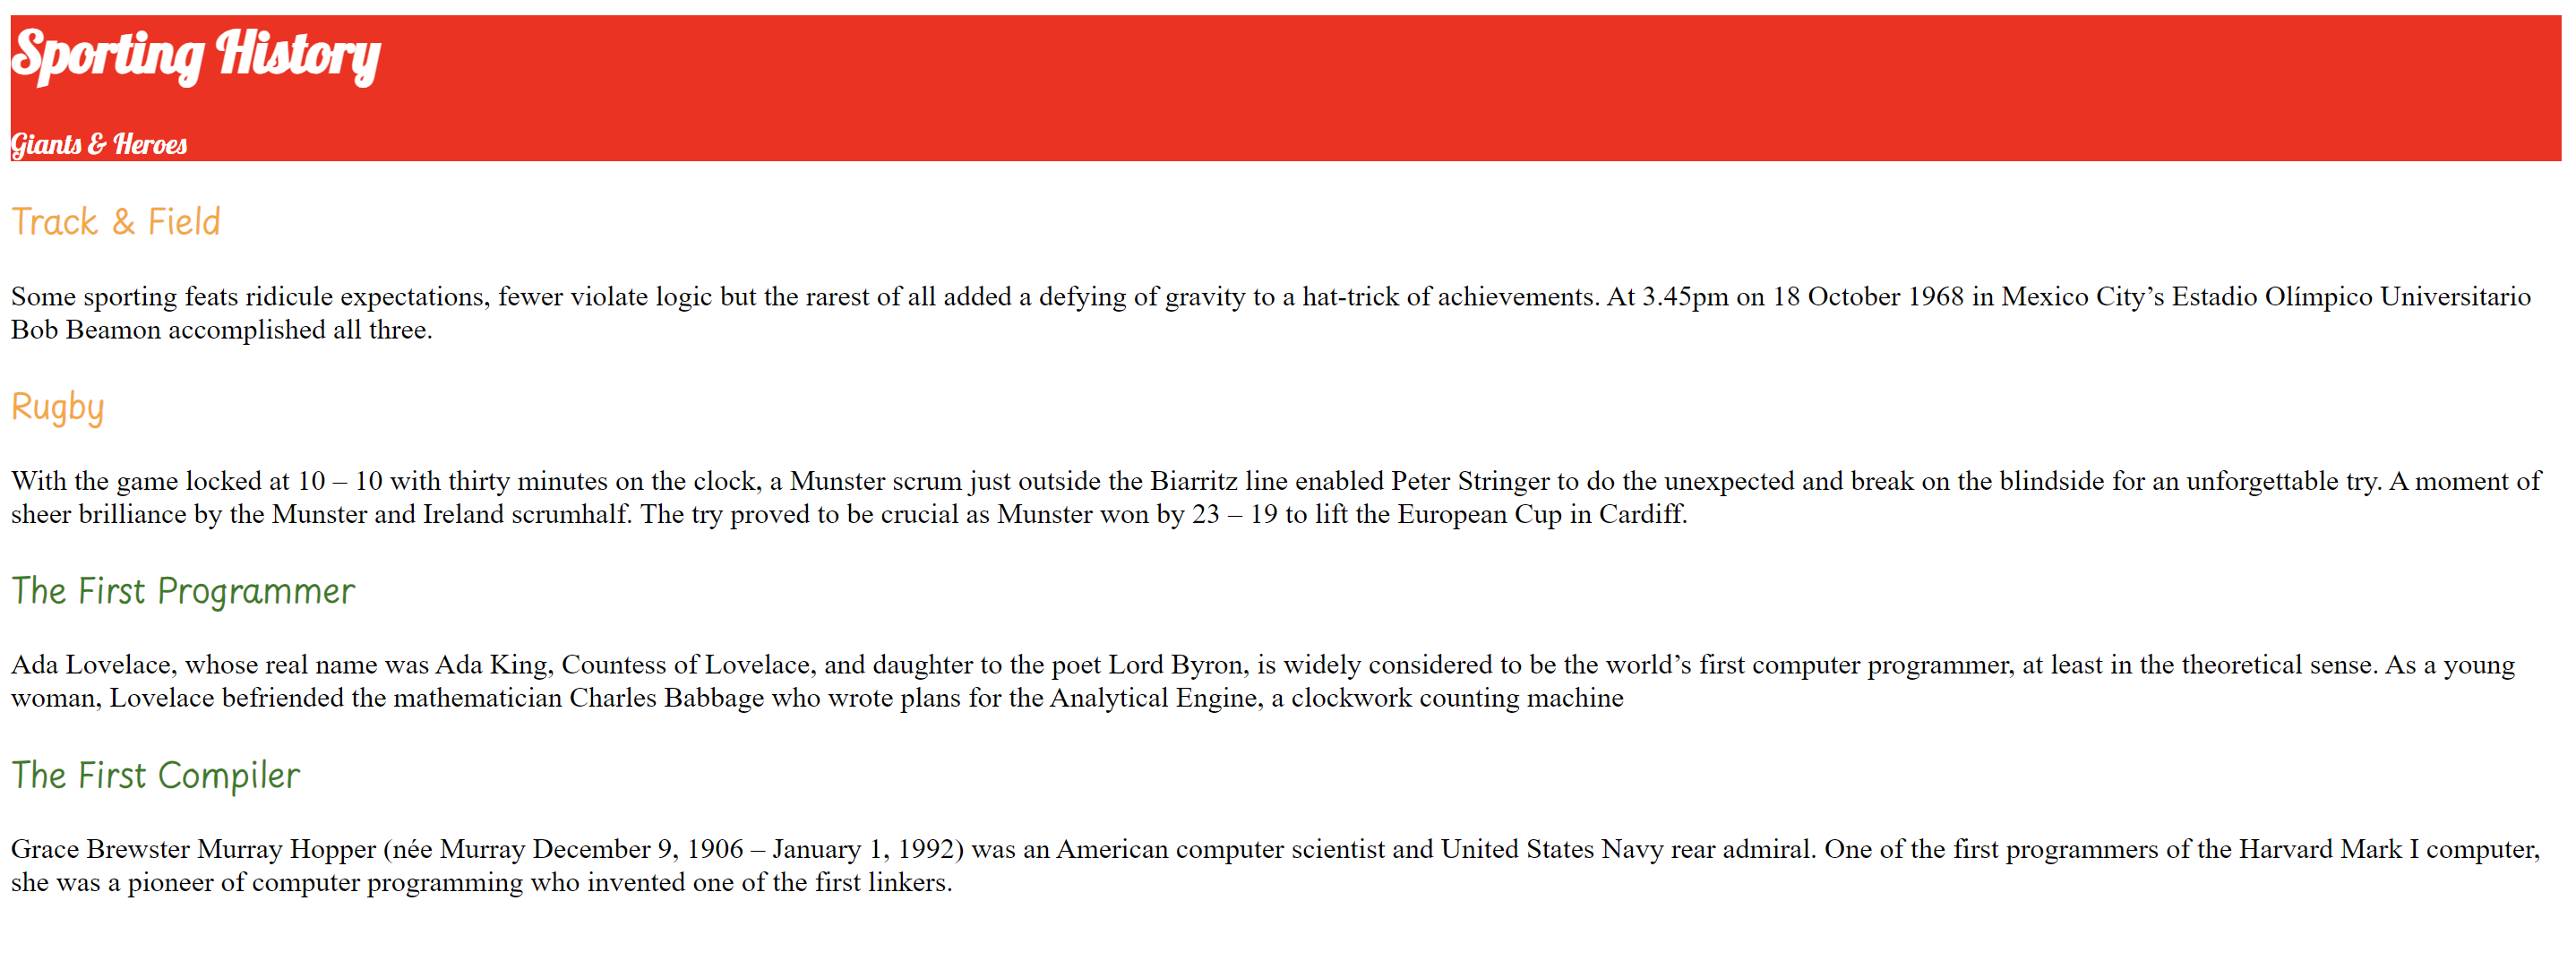 Sporting History
Giants & Heroes
Track & Field
Some sporting feats ridicule expectations, fewer violate logic but the rarest of all added a defying of gravity to a hat-trick of achievements. At 3.45pm on 18 October 1968 in Mexico City’s Estadio Olímpico Universitario
Bob Beamon accomplished all three.
Rugby
With the game locked at 10 – 10 with thirty minutes on the clock, a Munster scrum just outside the Biarritz line enabled Peter Stringer to do the unexpected and break on the blindside for an unforgettable try. A moment of
sheer brilliance by the Munster and Ireland scrumhalf. The try proved to be crucial as Munster won by 23 – 19 to lift the European Cup in Cardiff.
The First Programmer
Ada Lovelace, whose real name was Ada King, Countess of Lovelace, and daughter to the poet Lord Byron, is widely considered to be the world’s first computer programmer, at least in the theoretical sense. As a young
woman, Lovelace befriended the mathematician Charles Babbage who wrote plans for the Analytical Engine, a clockwork counting machine
The First Compiler
Grace Brewster Murray Hopper (née Murray December 9, 1906 – January 1, 1992) was an American computer scientist and United States Navy rear admiral. One of the first programmers of the Harvard Mark I computer,
she was a pioneer of computer programming who invented one of the first linkers.